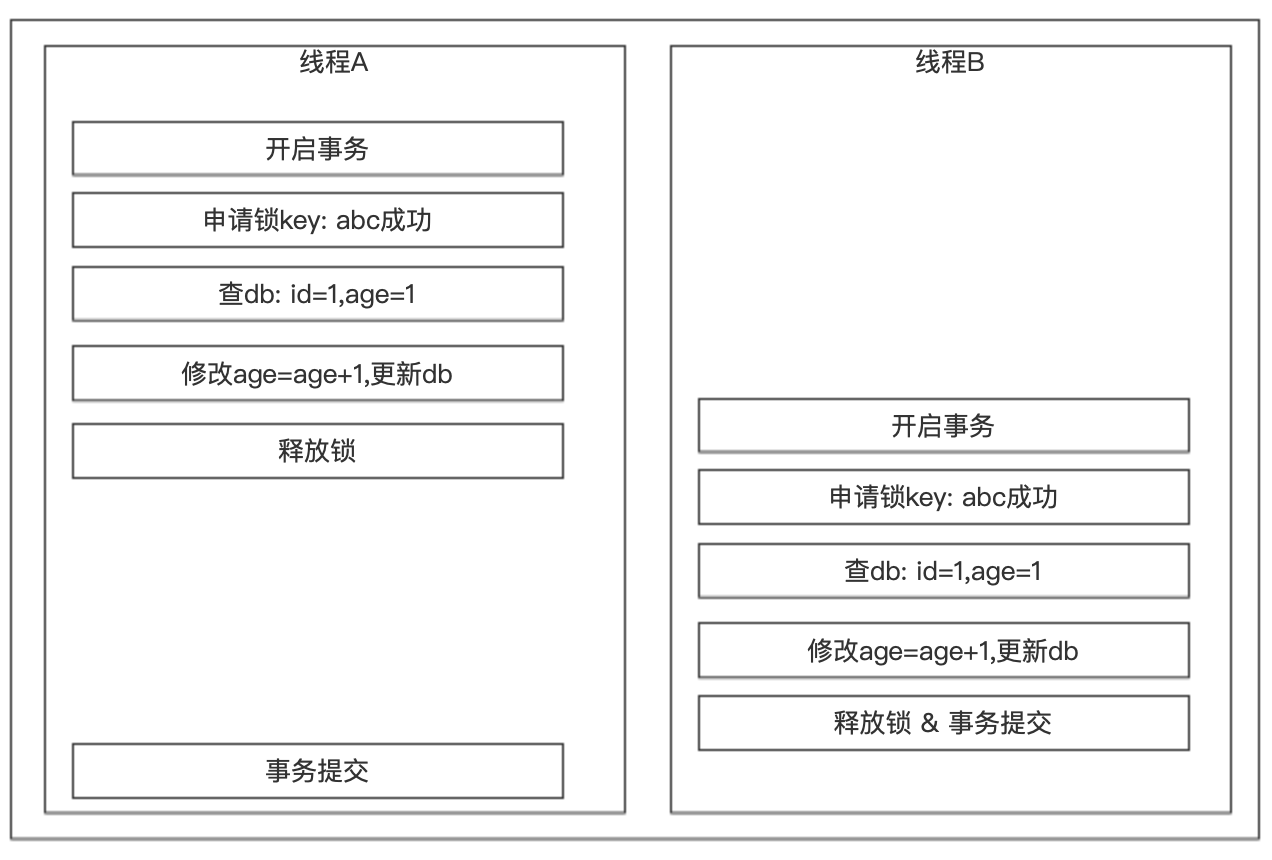 线程A
开启事务
申请锁key: abc成功
查db: id=1,age=1
修改age=age+1,更新db
释放锁
事务提交
线程B
开启事务
申请锁key: abc成功
查db: id=1,age=1
修改age=age+1,更新db
释放锁 & 事务提交